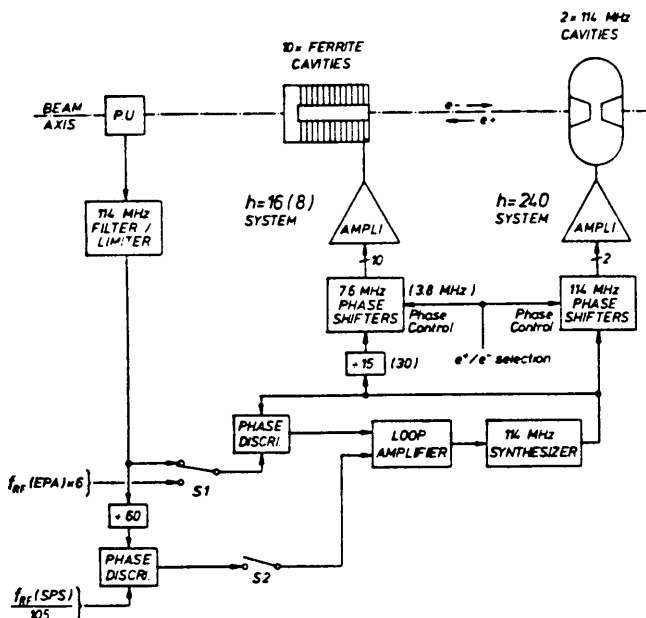 2 × 114 MHz
CAVITIES
10× FERRITE
CAVITIES
BEAM
AXIS
P.U
e-
e+
h=16(8)
SYSTEM
h=240
SYSTEM
AMPLI.
AMPLI.
114 MHz
FILTER /
LIMITER
10
2
7.6 MHz
PHASE
SHIFTERS
(3.8 MHz)
Phase
Control
Phase
Control
114 MHz
PHASE
SHIFTERS
e+/e- selection
÷15
(30)
PHASE
DISCRI.
LOOP
AMPLIFIER
114 MHz
SYNTHESIZER
fRF (EPA)×6
S1
÷60
PHASE
DISCRI.
S2
fRF (SPS)
105